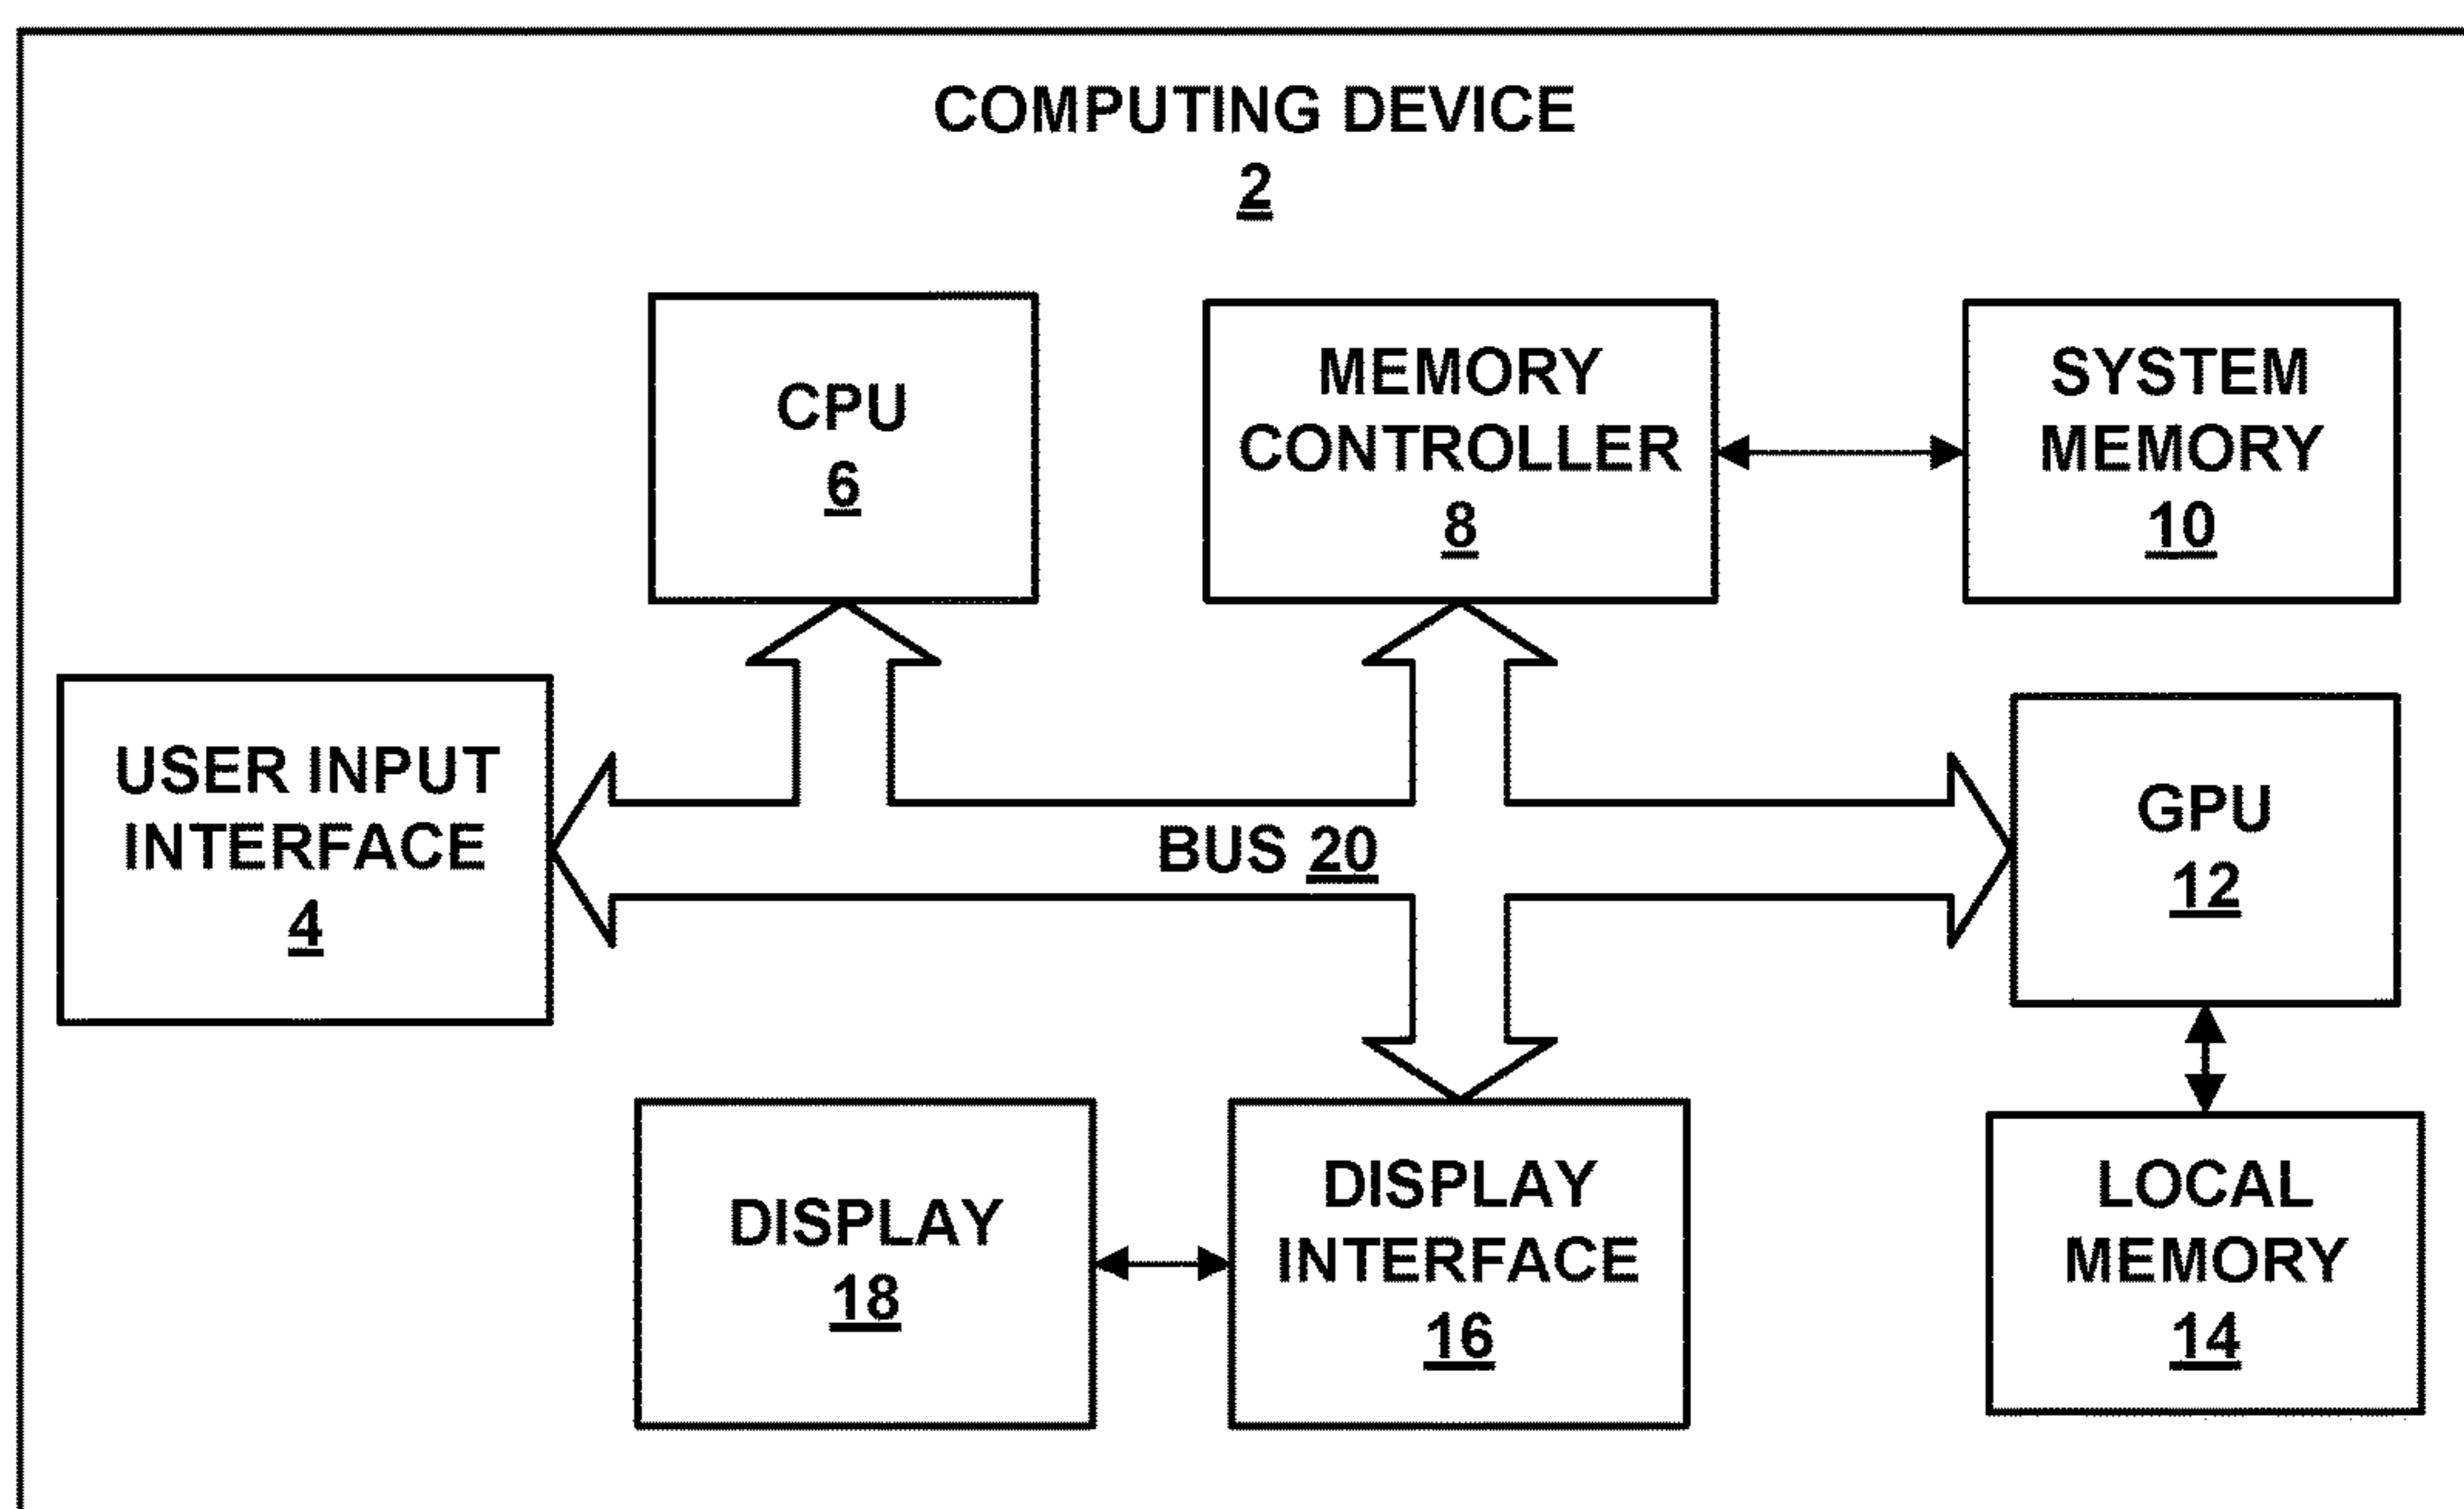 COMPUTING DEVICE
2
CPU
6
MEMORY
CONTROLLER
8
SYSTEM
MEMORY
10
USER INPUT
INTERFACE
4
BUS 20
GPU
12
DISPLAY
18
DISPLAY
INTERFACE
16
LOCAL
MEMORY
14